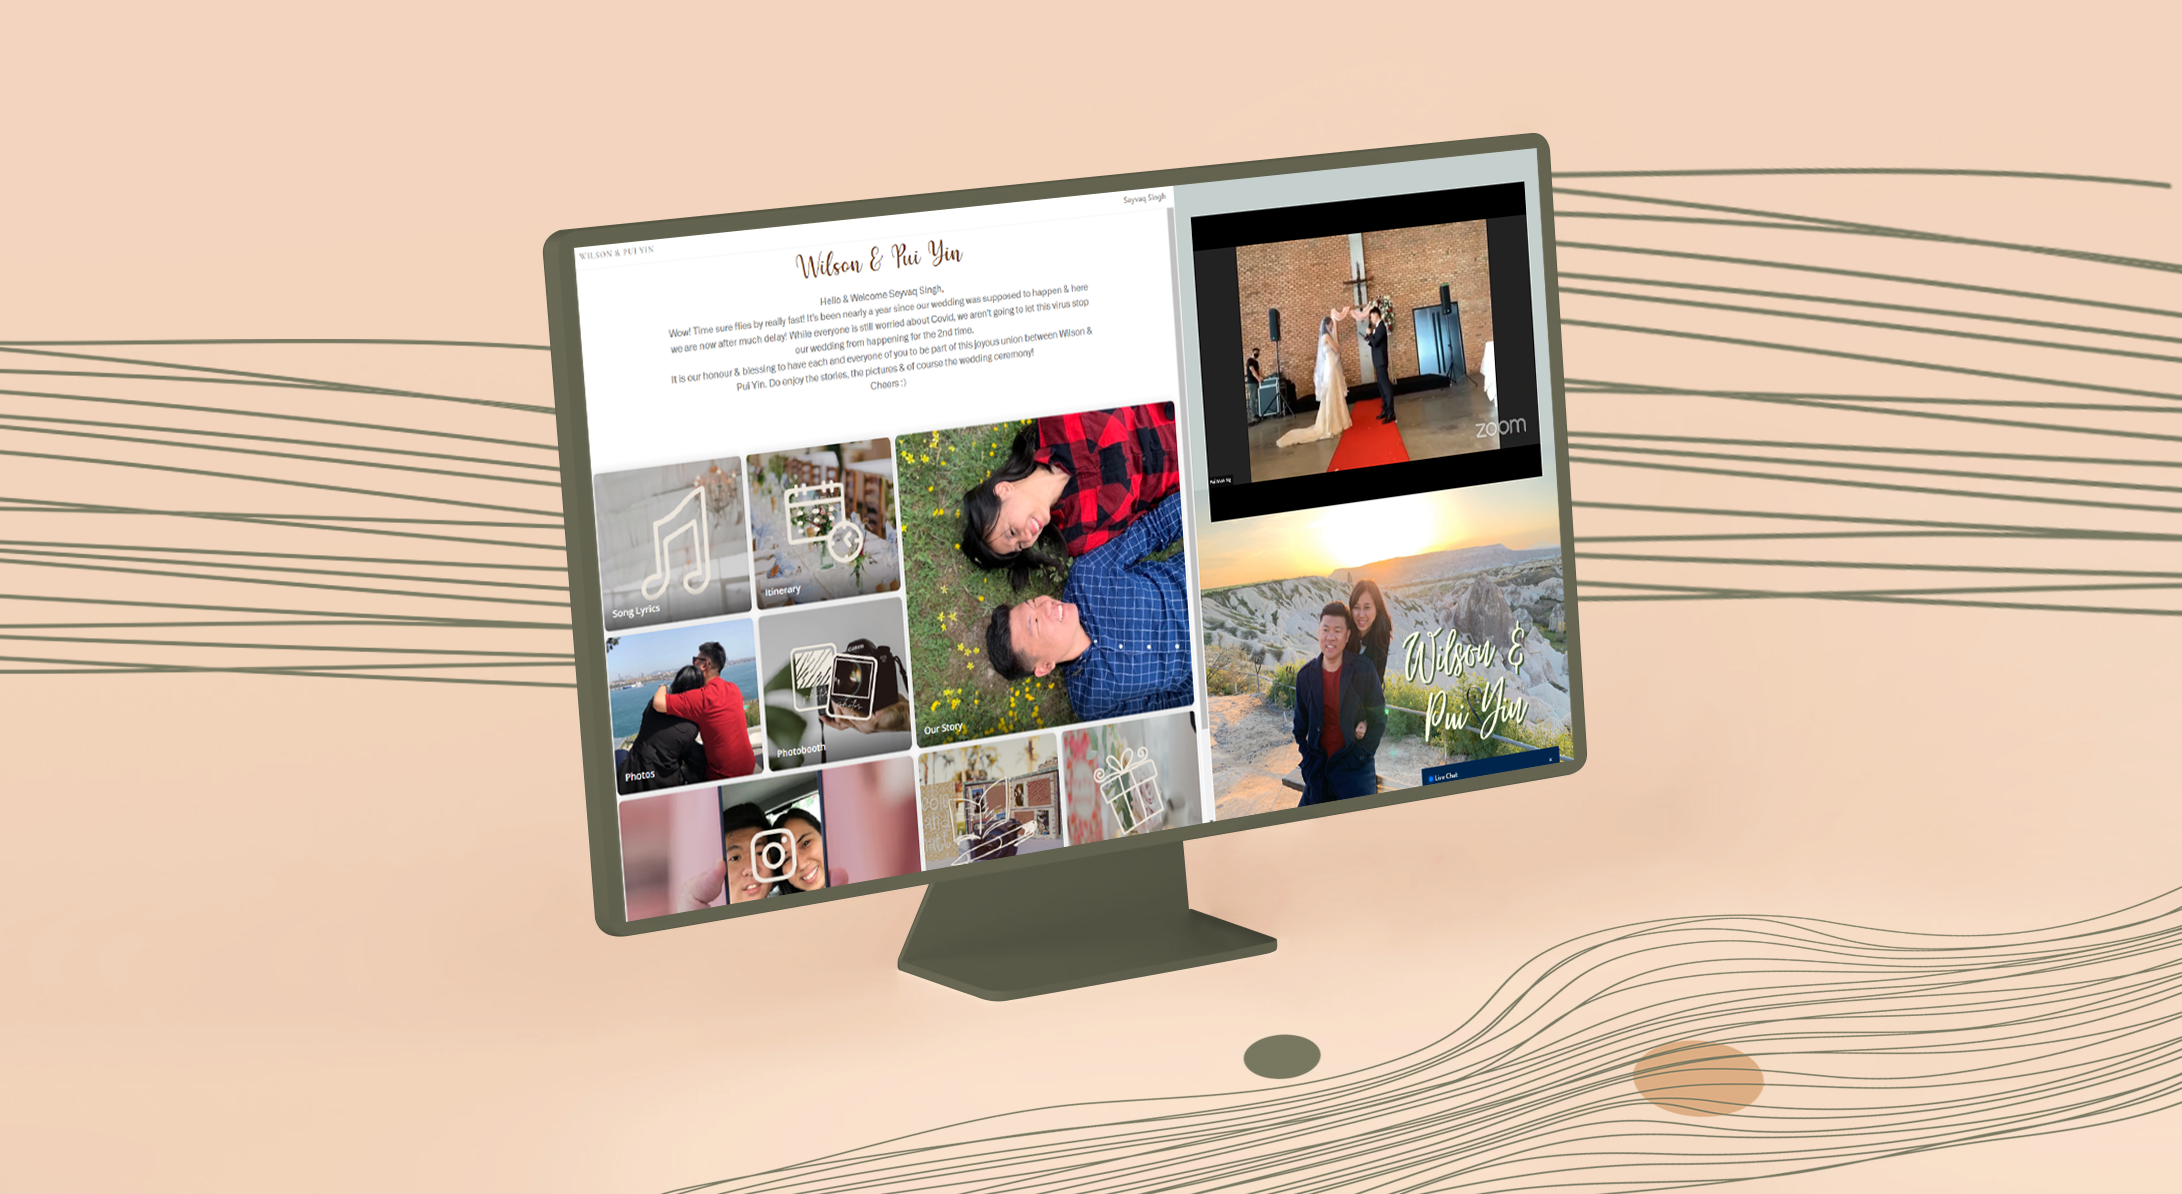 WILSON & PUI YIN
Seyvaq Singh
Wilson & Pui Yin
Hello & Welcome Seyvaq Singh,
Wow! Time sure flies by really fast! It's been nearly a year since our wedding was supposed to happen & here
we are now after much delay! While everyone is still worried about Covid, we aren't going to let this virus stop
our wedding from happening for the 2nd time.
It is our honour & blessing to have each and everyone of you to be part of this joyous union between Wilson &
Pui Yin. Do enjoy the stories, the pictures & of course the wedding ceremony!
Cheers :)
Song Lyrics
Itinerary
Photos
Photobooth
Our Story
zoom
Wilson &
Pui Yin
Live Chat